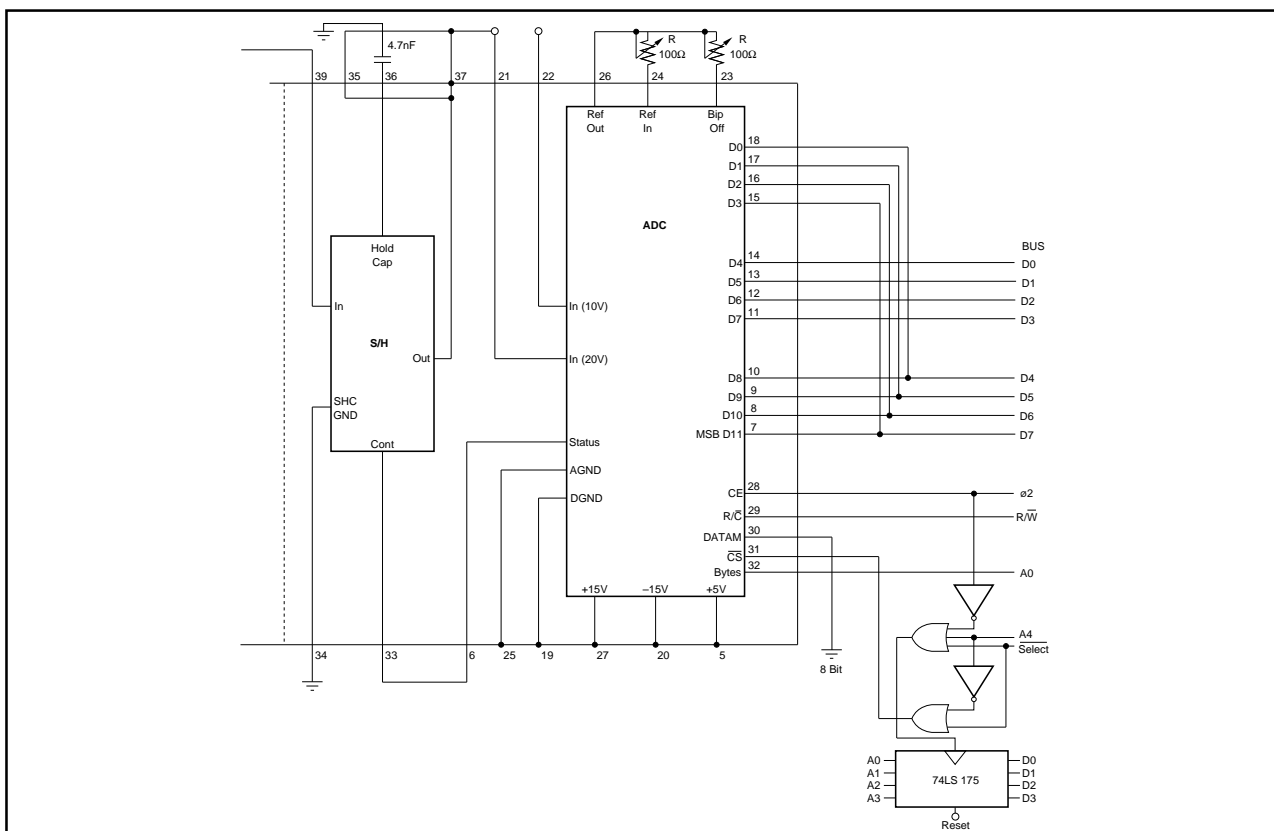 4.7nF
R
100Ω
R
100Ω
39 35 36 37 21 22 26 24 23
Ref Out
Ref In
Bip Off
D0 18
D1 17
D2 16
D3 15
ADC
Hold Cap
BUS
D4 14 D0
D5 13 D1
D6 12 D2
D7 11 D3
In
In (10V)
S/H
Out
In (20V)
D8 10 D4
D9 9 D5
D10 8 D6
MSB D11 7 D7
SHC GND
Cont
Status
AGND
DGND
CE 28 ø2
R/C̅ 29 R/W̅
DATAM 30
C̅S̅ 31
Bytes 32 A0
+15V –15V +5V
34 33 6 25 19 27 20 5
8 Bit
A4
S̅e̅l̅e̅c̅t̅
A0 D0
A1 D1
74LS 175
A2 D2
A3 D3
Reset